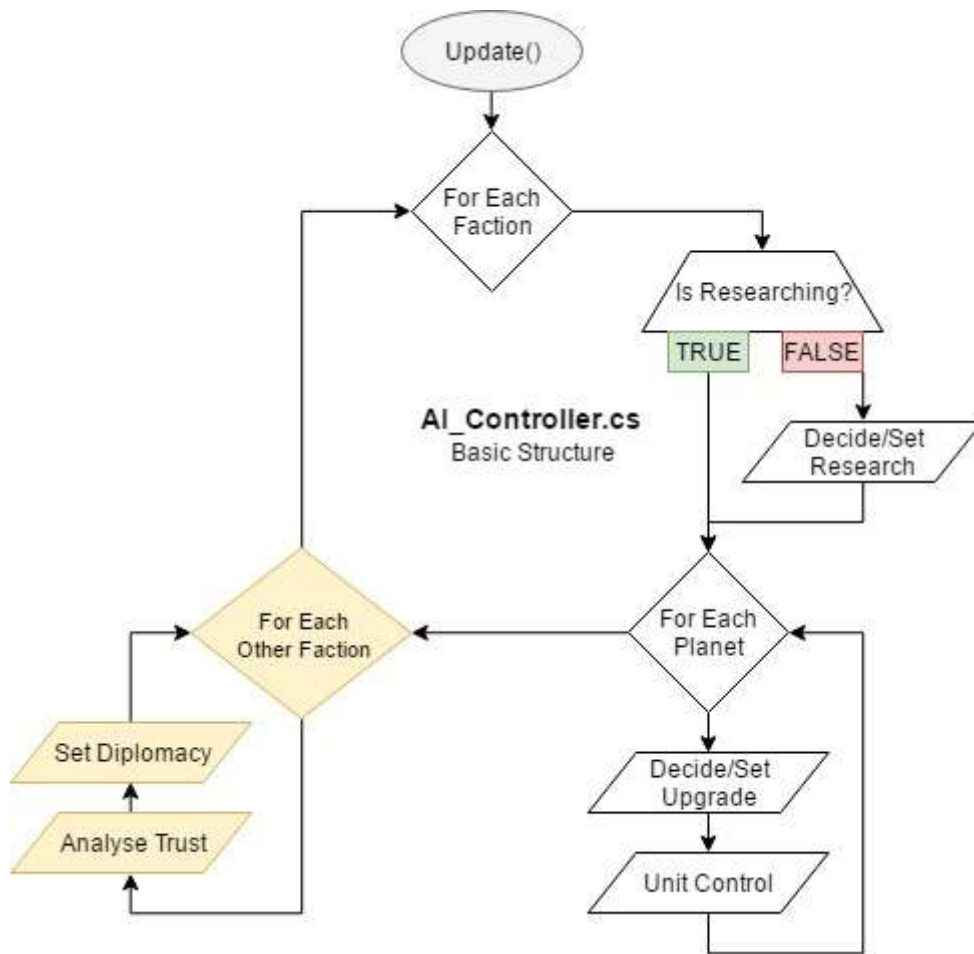 Update()
For Each
Faction
Is Researching?
TRUE
FALSE
Decide/Set
Research
AI_Controller.cs
Basic Structure
For Each
Planet
For Each
Other Faction
Set Diplomacy
Analyse Trust
Decide/Set
Upgrade
Unit Control